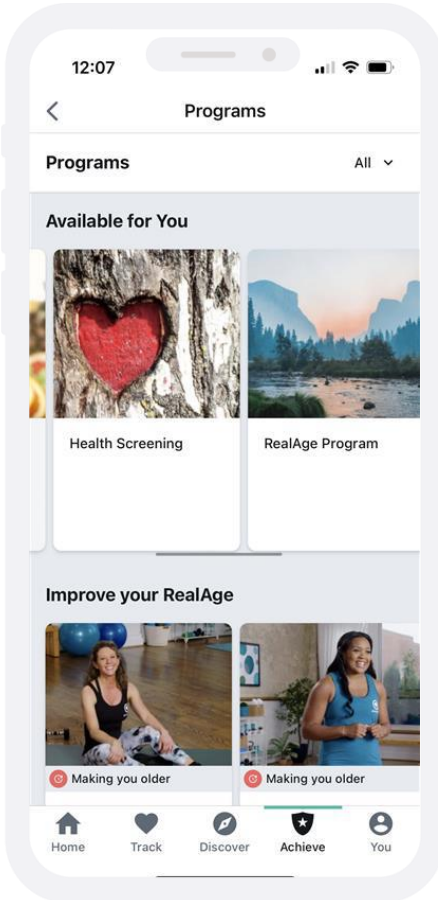 12:07
Programs
Programs
All
Available for You
Health Screening
RealAge Program
Improve your RealAge
Making you older
Making you older
Home
Track
Discover
Achieve
You